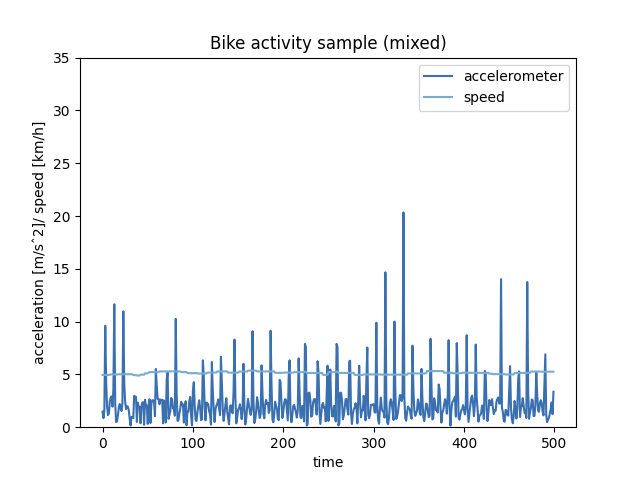 Bike activity sample (mixed)
accelerometer
speed
acceleration [m/sˆ2]/ speed [km/h]
35
30
25
20
15
10
5
0
0 100 200 300 400 500
time